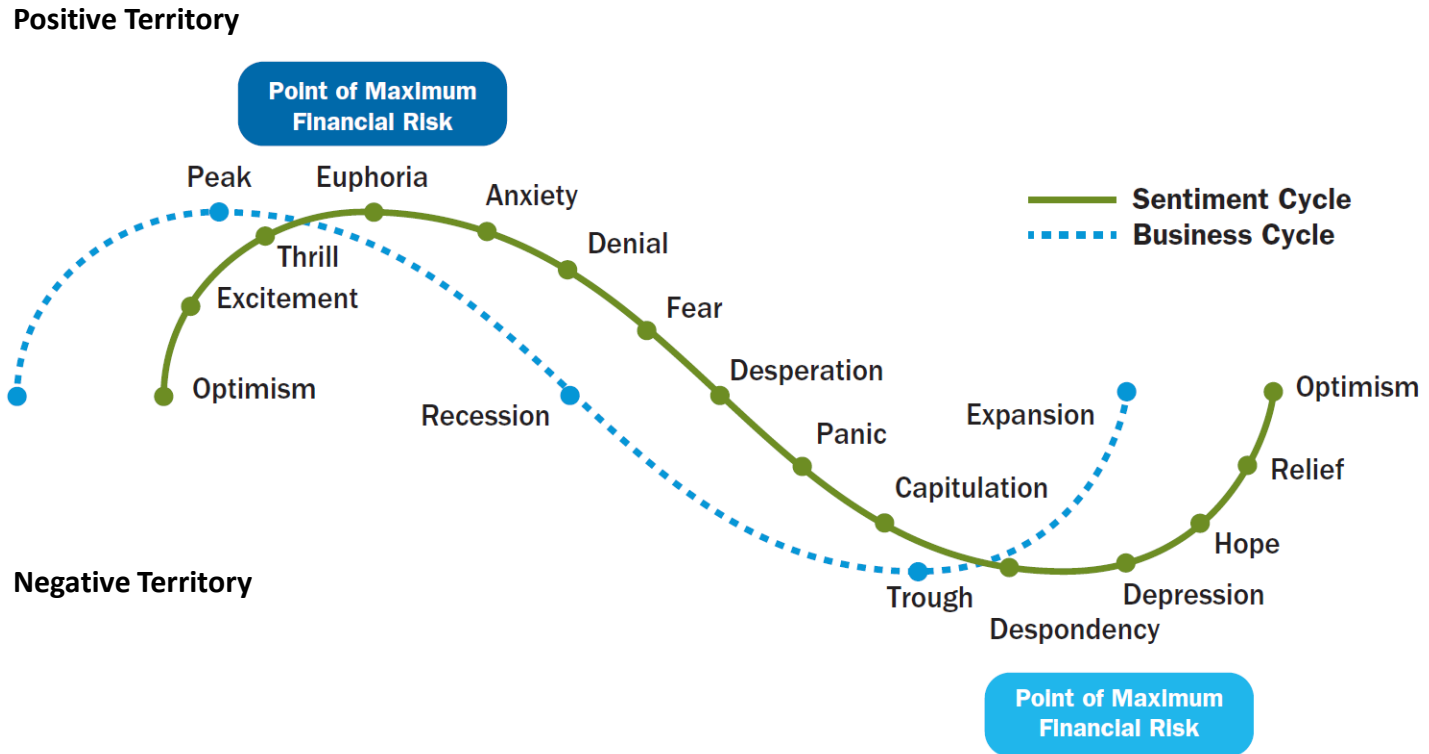 Positive Territory
Point of Maximum
Financial Risk
Peak
Euphoria
Anxiety
Sentiment Cycle
Business Cycle
Thrill
Denial
Excitement
Fear
Optimism
Desperation
Recession
Expansion
Optimism
Panic
Relief
Capitulation
Hope
Negative Territory
Trough
Depression
Despondency
Point of Maximum
Financial Risk